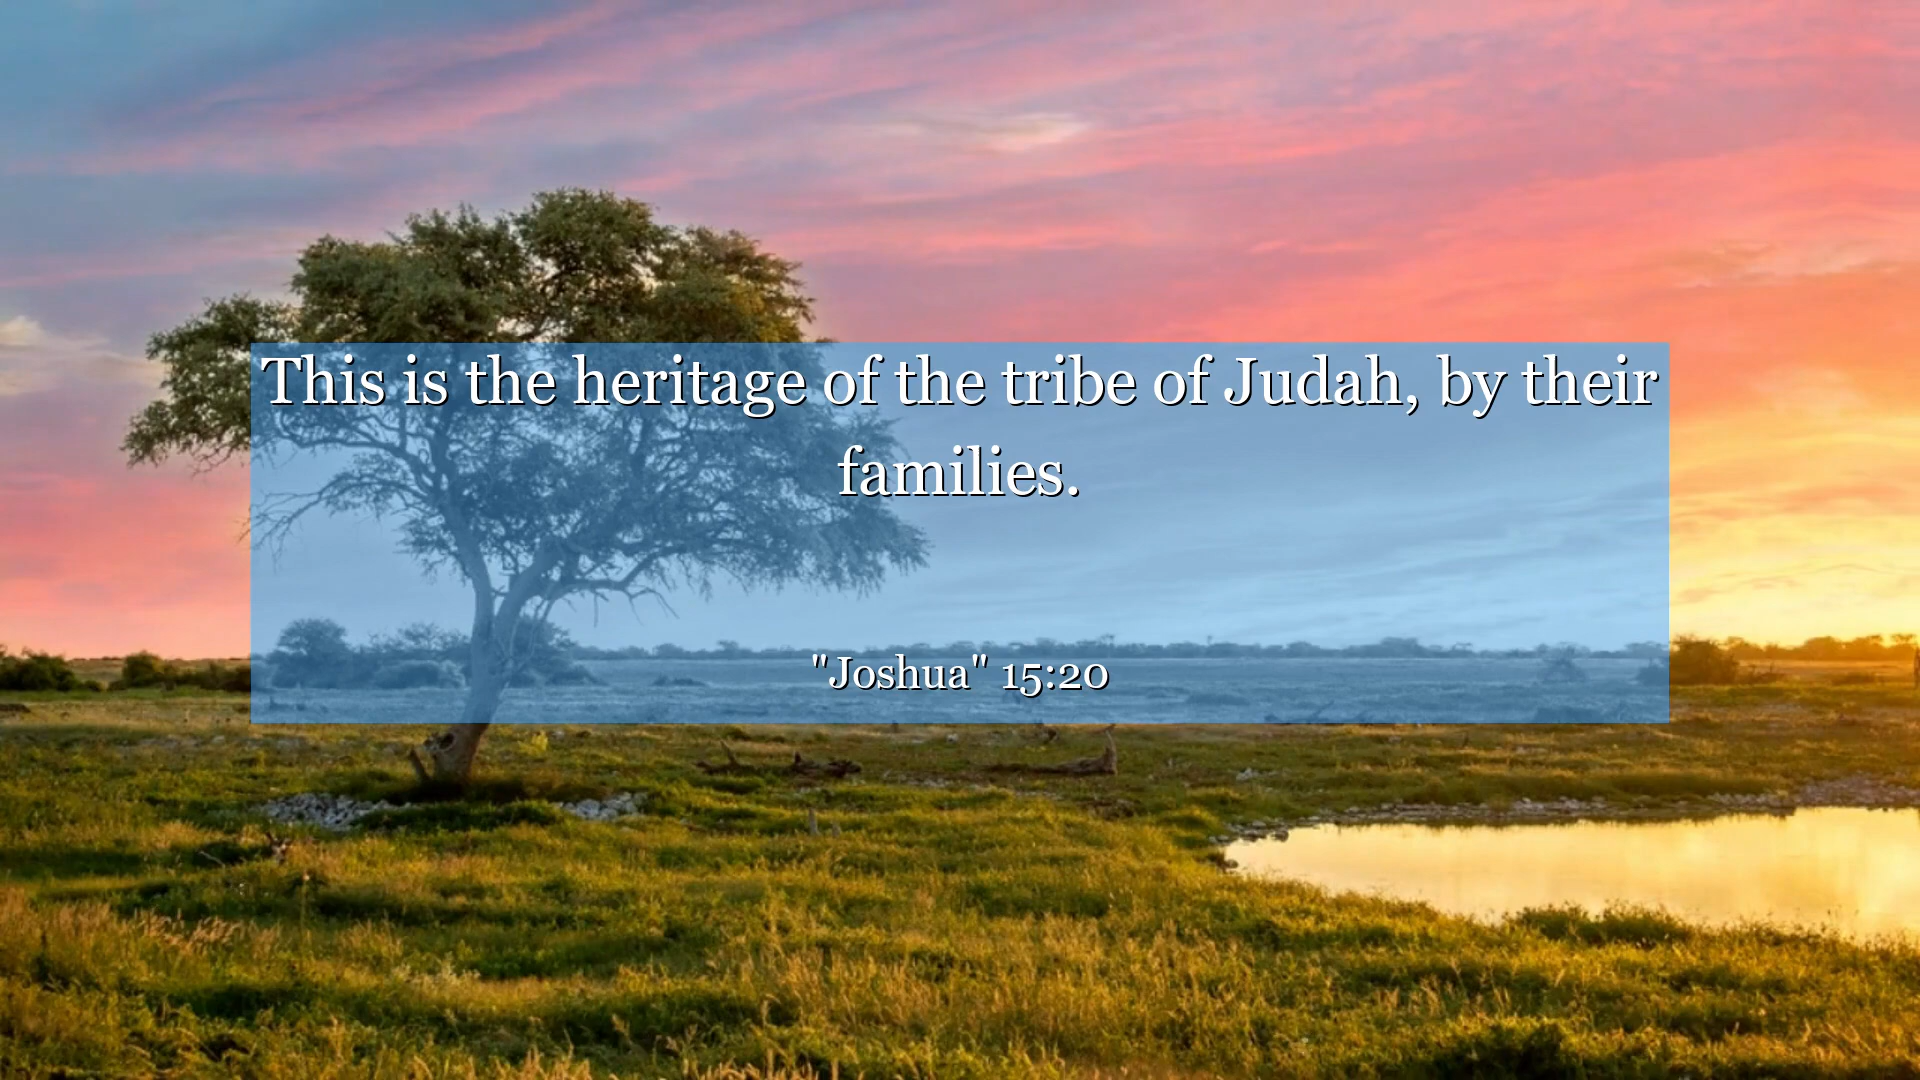 This is the heritage of the tribe of Judah, by their
families.
"Joshua" 15:20